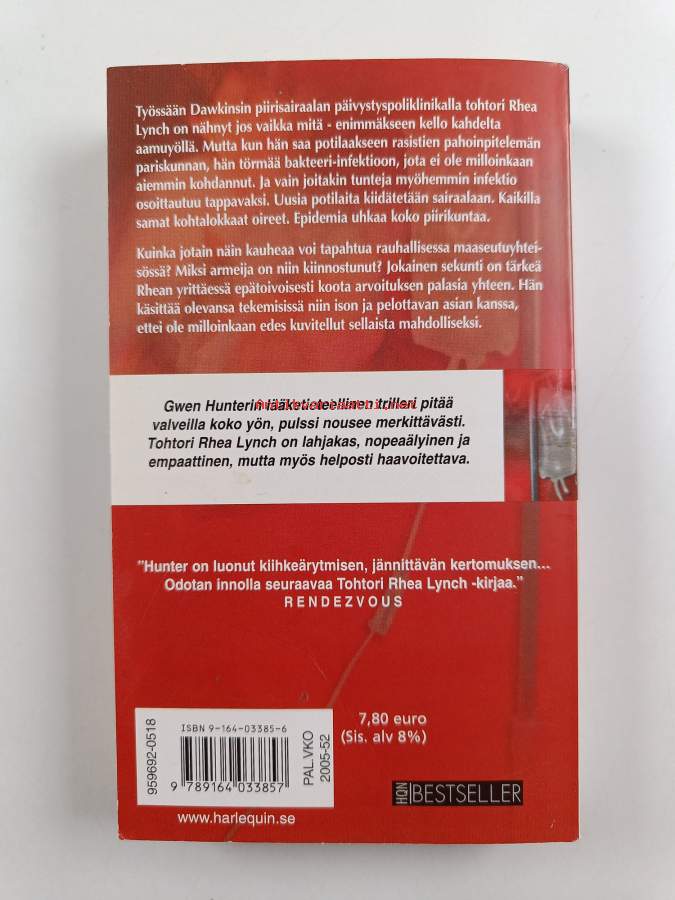 Työssään Dawkinsin piirisairaalan päivystyspoliklinikalla tohtori Rhea
Lynch on nähnyt jos vaikka mitä - enimmäkseen kello kahdelta
aamuyöllä. Mutta kun hän saa potilaakseen rasistien pahoinpitelemän
pariskunnan, hän törmää bakteeri-infektioon, jota ei ole milloinkaan
aiemmin kohdannut. Ja vain joitakin tunteja myöhemmin infektio
osoittautuu tappavaksi. Uusia potilaita kiidätetään sairaalaan. Kaikilla
samat kohtalokkaat oireet. Epidemia uhkaa koko piirikuntaa.
Kuinka jotain näin kauheaa voi tapahtua rauhallisessa maaseutuyhtei-
sössä? Miksi armeija on niin kiinnostunut? Jokainen sekunti on tärkeä
Rhean yrittäessä epätoivoisesti koota arvoituksen palasia yhteen. Hän
käsittää olevansa tekemisissä niin ison ja pelottavan asian kanssa,
ettei ole milloinkaan edes kuvitellut sellaista mahdolliseksi.
Gwen Hunterin lääketieteellinen trilleri pitää
valveilla koko yön, pulssi nousee merkittävästi.
Tohtori Rhea Lynch on lahjakas, nopeaälyinen ja
empaattinen, mutta myös helposti haavoitettava.
"Hunter on luonut kiihkeärytmisen, jännittävän kertomuksen...
Odotan innolla seuraavaa Tohtori Rhea Lynch -kirjaa."
RENDEZVOUS
959692-0518
ISBN 9-164-03385-6
9 789164 033857
PAL.VKO
2005-52
7,80 euro
(Sis. alv 8%)
www.harlequin.se
HQN BESTSELLER